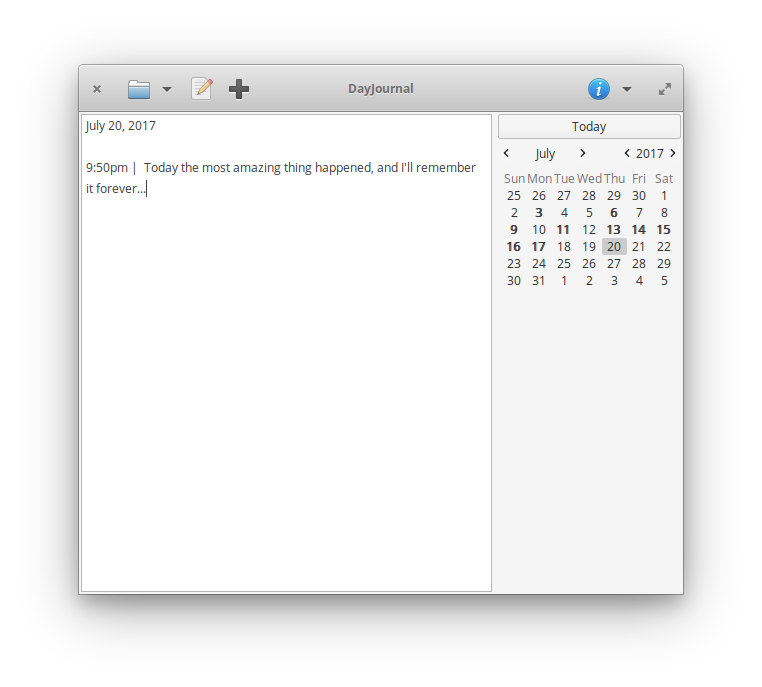 DayJournal
July 20, 2017
9:50pm |  Today the most amazing thing happened, and I'll remember
it forever...
Today
July 2017
Sun Mon Tue Wed Thu Fri Sat
25 26 27 28 29 30 1
2 3 4 5 6 7 8
9 10 11 12 13 14 15
16 17 18 19 20 21 22
23 24 25 26 27 28 29
30 31 1 2 3 4 5